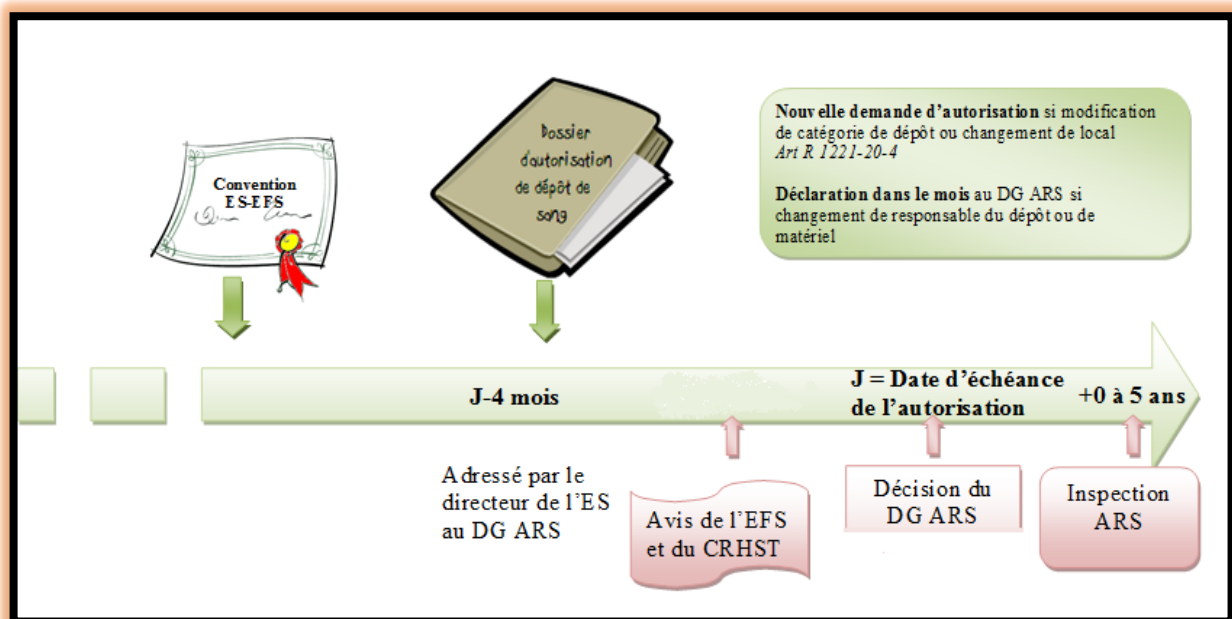 Convention
ES-EFS
Dossier
d'autorisation
de dépôt de
sang
Nouvelle demande d'autorisation si modification
de catégorie de dépôt ou changement de local
Art R 1221-20-4
Déclaration dans le mois au DG ARS si
changement de responsable du dépôt ou de
matériel
J-4 mois
J = Date d'échéance
de l'autorisation
+0 à 5 ans
Adressé par le
directeur de l'ES
au DG ARS
Avis de l'EFS
et du CRHST
Décision du
DG ARS
Inspection
ARS